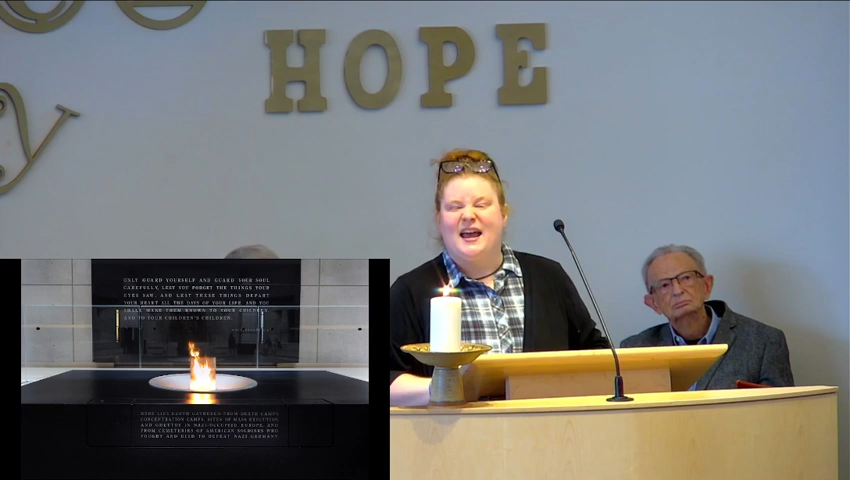 HOPE
y
ONLY GUARD YOURSELF AND GUARD YOUR SOUL
CAREFULLY, LEST YOU FORGET THE THINGS YOUR
EYES SAW, AND LEST THESE THINGS DEPART
YOUR HEART ALL THE DAYS OF YOUR LIFE, AND YOU
SHALL MAKE THEM KNOWN TO YOUR CHILDREN,
AND TO YOUR CHILDREN'S CHILDREN.
HERE LIES EARTH GATHERED FROM DEATH CAMPS,
CONCENTRATION CAMPS, SITES OF MASS EXECUTION,
AND GHETTOS IN NAZI-OCCUPIED EUROPE, AND
FROM CEMETERIES OF AMERICAN SOLDIERS WHO
FOUGHT AND DIED TO DEFEAT NAZI GERMANY.